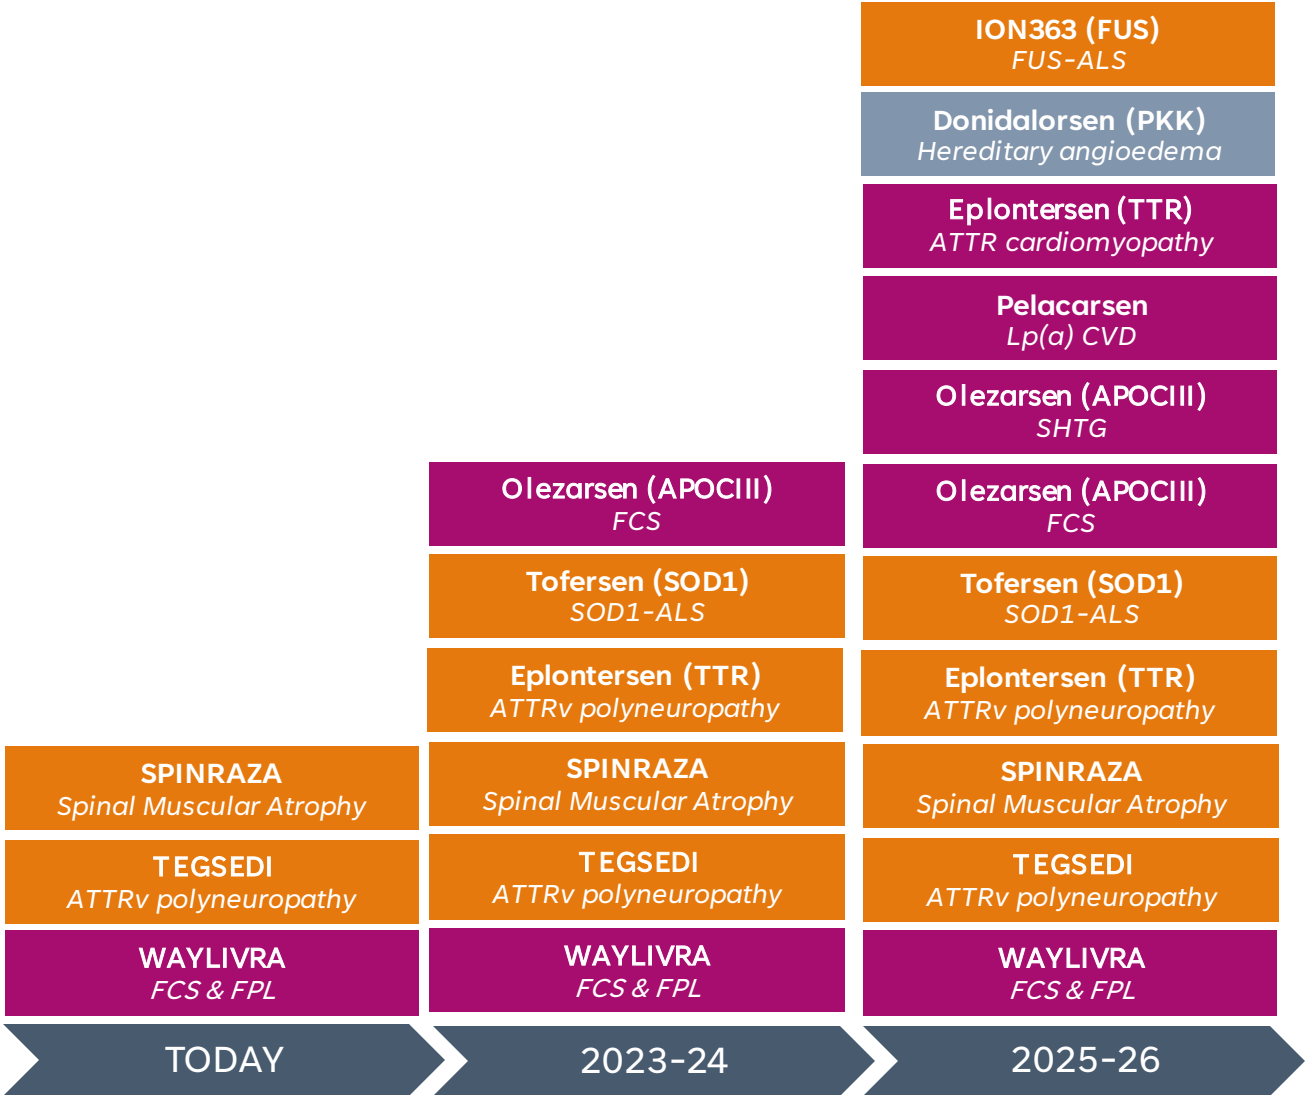 SPINRAZA
Spinal Muscular Atrophy
TEGSEDI
ATTRv polyneuropathy
WAYLIVRA
FCS & FPL
TODAY
Olezarsen (APOCIII)
FCS
Tofersen (SOD1)
SOD1-ALS
Eplontersen (TTR)
ATTRv polyneuropathy
SPINRAZA
Spinal Muscular Atrophy
TEGSEDI
ATTRv polyneuropathy
WAYLIVRA
FCS & FPL
2023-24
ION363 (FUS)
FUS-ALS
Donidalorsen (PKK)
Hereditary angioedema
Eplontersen (TTR)
ATTR cardiomyopathy
Pelacarsen
Lp(a) CVD
Olezarsen (APOCIII)
SHTG
Olezarsen (APOCIII)
FCS
Tofersen (SOD1)
SOD1-ALS
Eplontersen (TTR)
ATTRv polyneuropathy
SPINRAZA
Spinal Muscular Atrophy
TEGSEDI
ATTRv polyneuropathy
WAYLIVRA
FCS & FPL
2025-26